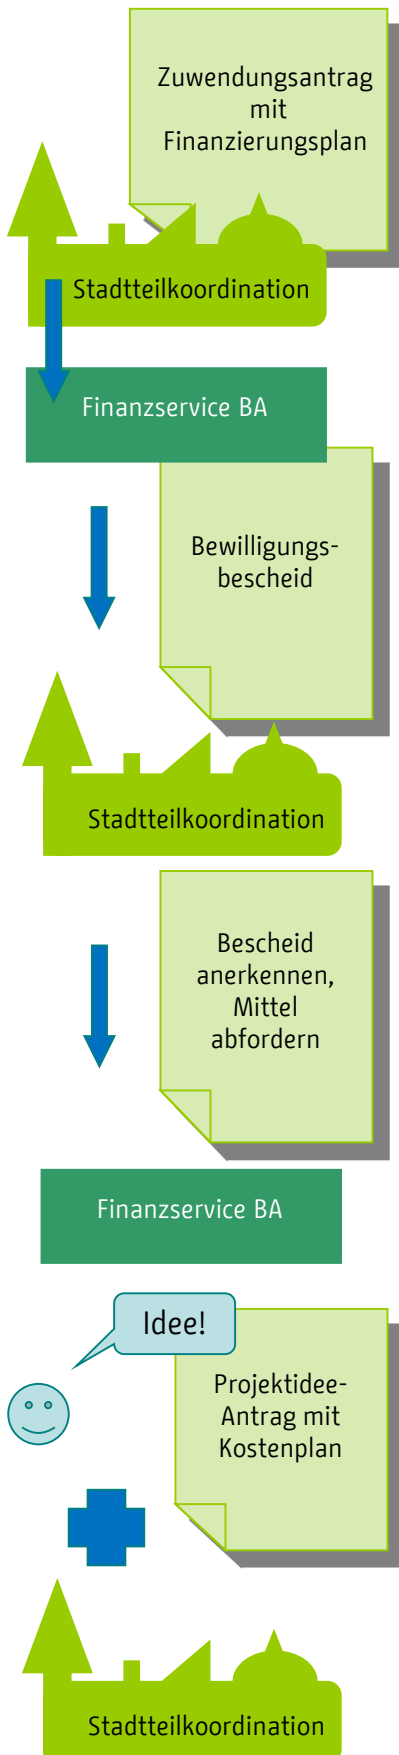 Zuwendungsantrag
mit
Finanzierungsplan
Stadtteilkoordination
Finanzservice BA
Bewilligungs-
bescheid
Stadtteilkoordination
Bescheid
anerkennen,
Mittel
abfordern
Finanzservice BA
Idee!
Projektidee-
Antrag mit
Kostenplan
Stadtteilkoordination